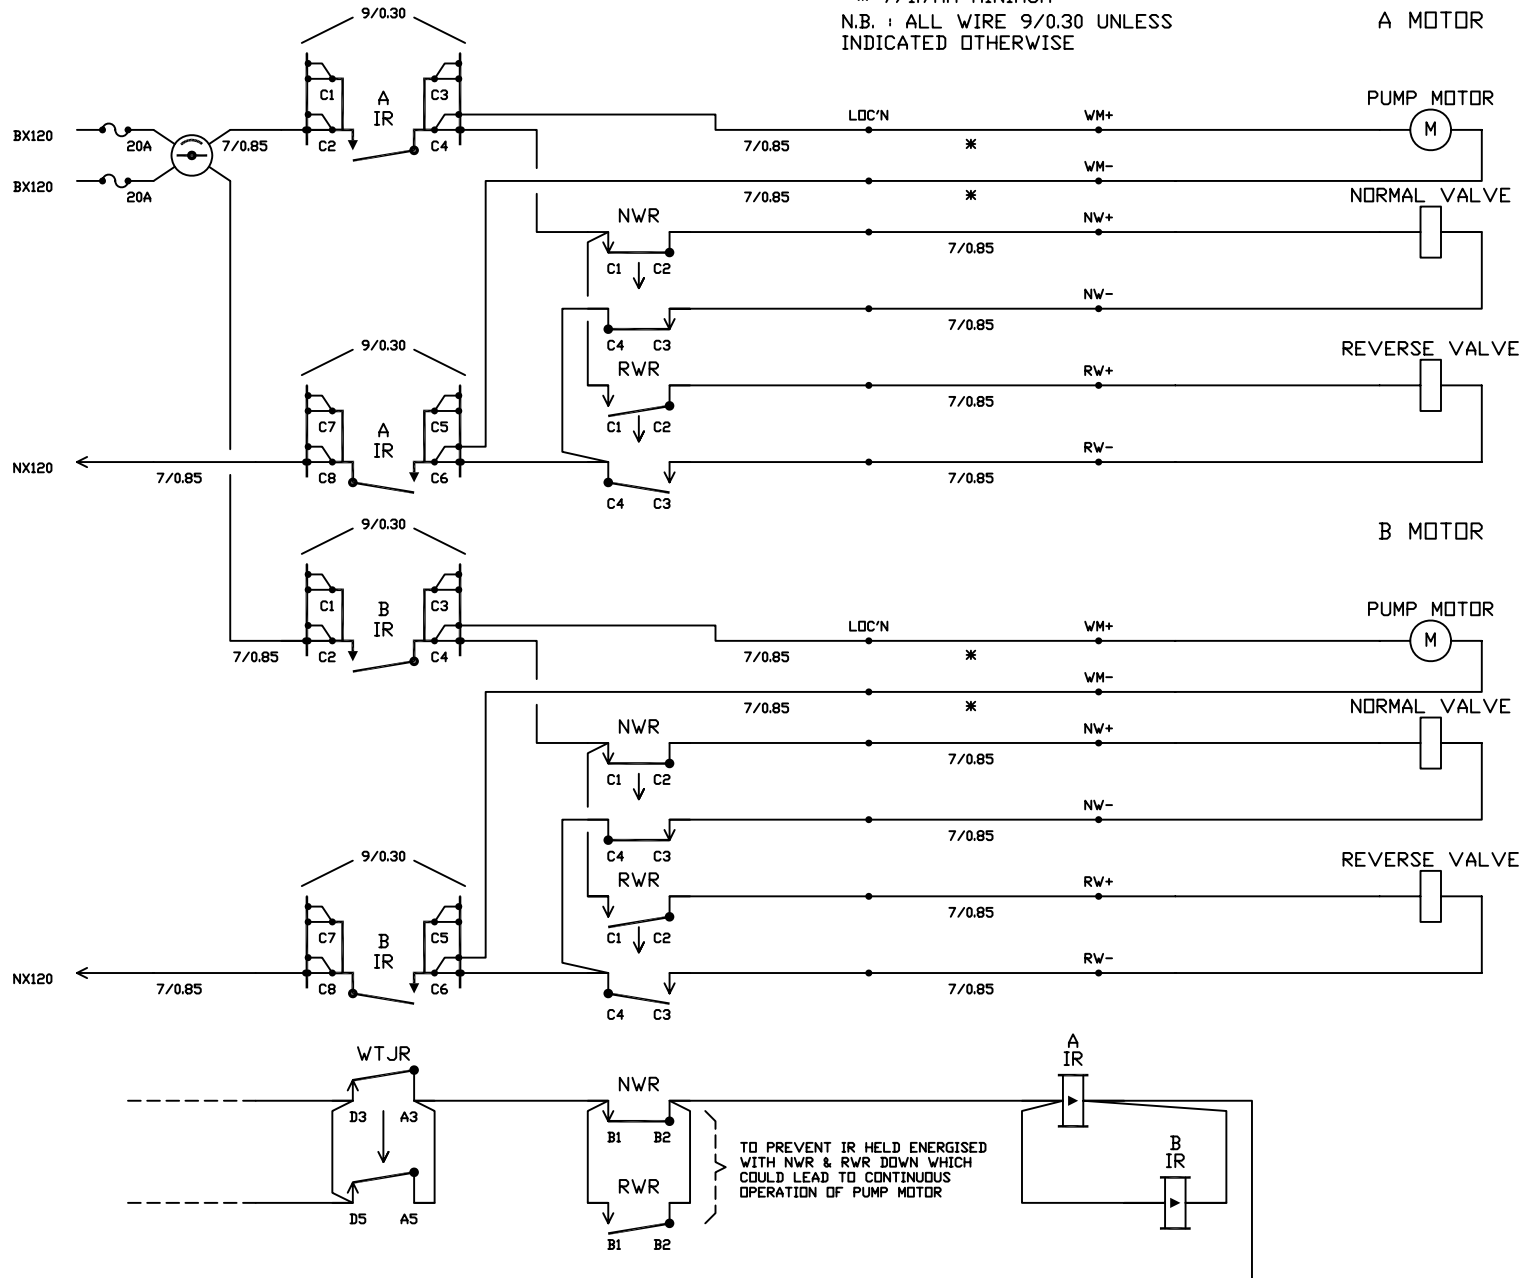 N.B. : ALL WIRE 9/0.30 UNLESS
INDICATED OTHERWISE
A MOTOR
9/0.30
C1
A
IR
C3
PUMP MOTOR
BX120
20A
7/0.85
C2
C4
7/0.85
LOC'N
*
WM+
M
BX120
20A
7/0.85
*
WM-
NORMAL VALVE
NWR
C1
C2
NW+
7/0.85
NW-
7/0.85
C4
C3
REVERSE VALVE
9/0.30
RWR
C1
C2
RW+
7/0.85
C7
A
IR
C5
RW-
NX120
7/0.85
C8
C6
7/0.85
C4
C3
9/0.30
B MOTOR
C1
B
IR
C3
PUMP MOTOR
7/0.85
C2
C4
7/0.85
LOC'N
*
WM+
M
7/0.85
*
WM-
NORMAL VALVE
NWR
C1
C2
NW+
7/0.85
NW-
7/0.85
C4
C3
REVERSE VALVE
9/0.30
RWR
C1
C2
RW+
7/0.85
C7
B
IR
C5
RW-
NX120
7/0.85
C8
C6
7/0.85
C4
C3
WTJR
D3
A3
NWR
B1
B2
A
IR
TO PREVENT IR HELD ENERGISED
WITH NWR & RWR DOWN WHICH
COULD LEAD TO CONTINUOUS
OPERATION OF PUMP MOTOR
B
IR
D5
A5
RWR
B1
B2